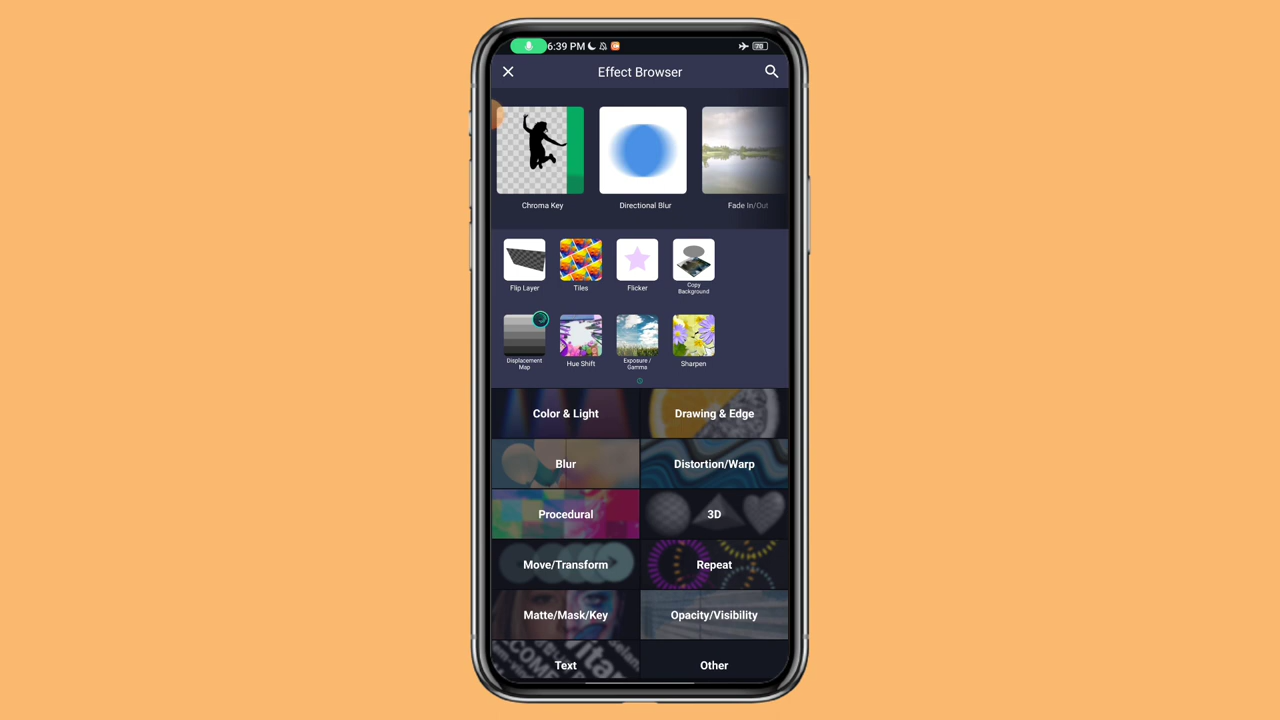 6:39 PM
70
Effect Browser
Chroma Key
Directional Blur
Fade In/Out
Flip Layer
Tiles
Flicker
Copy
Background
Displacement
Map
Hue Shift
Exposure /
Gamma
Sharpen
Color & Light
Drawing & Edge
Blur
Distortion/Warp
Procedural
3D
Move/Transform
Repeat
Matte/Mask/Key
Opacity/Visibility
Text
Other